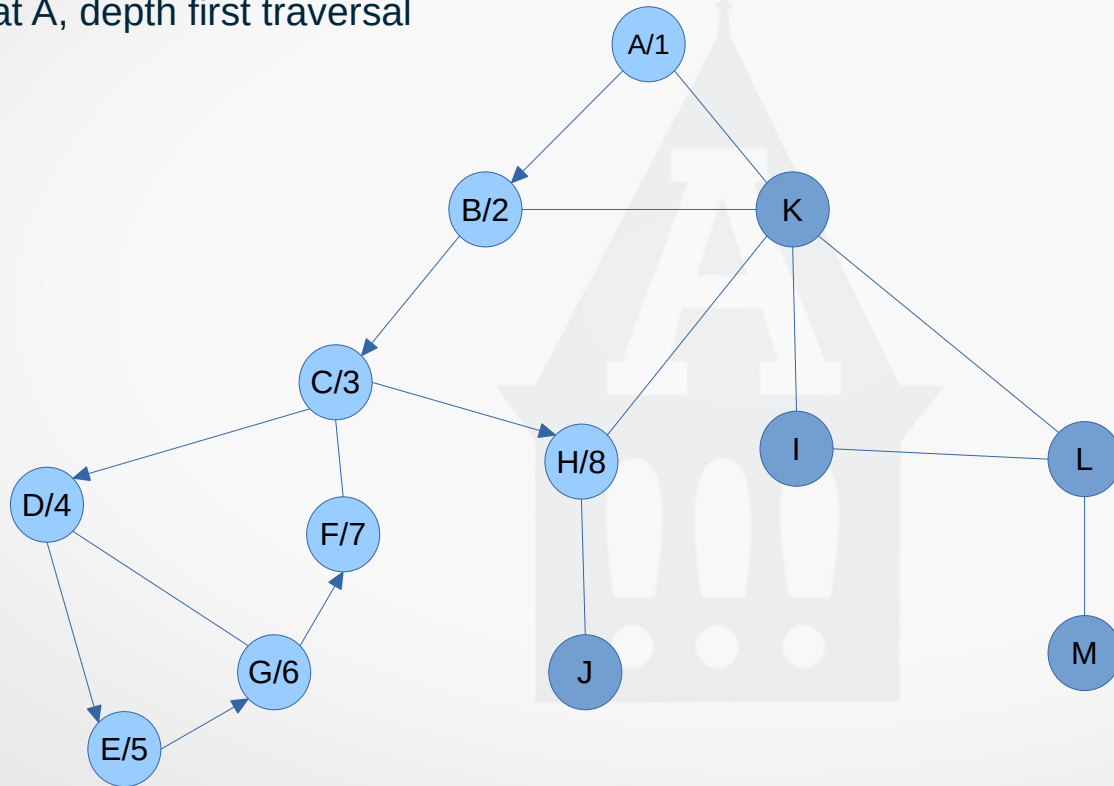 at A, depth first traversal
A/1
B/2
K
C/3
H/8
I
L
D/4
F/7
G/6
J
M
E/5